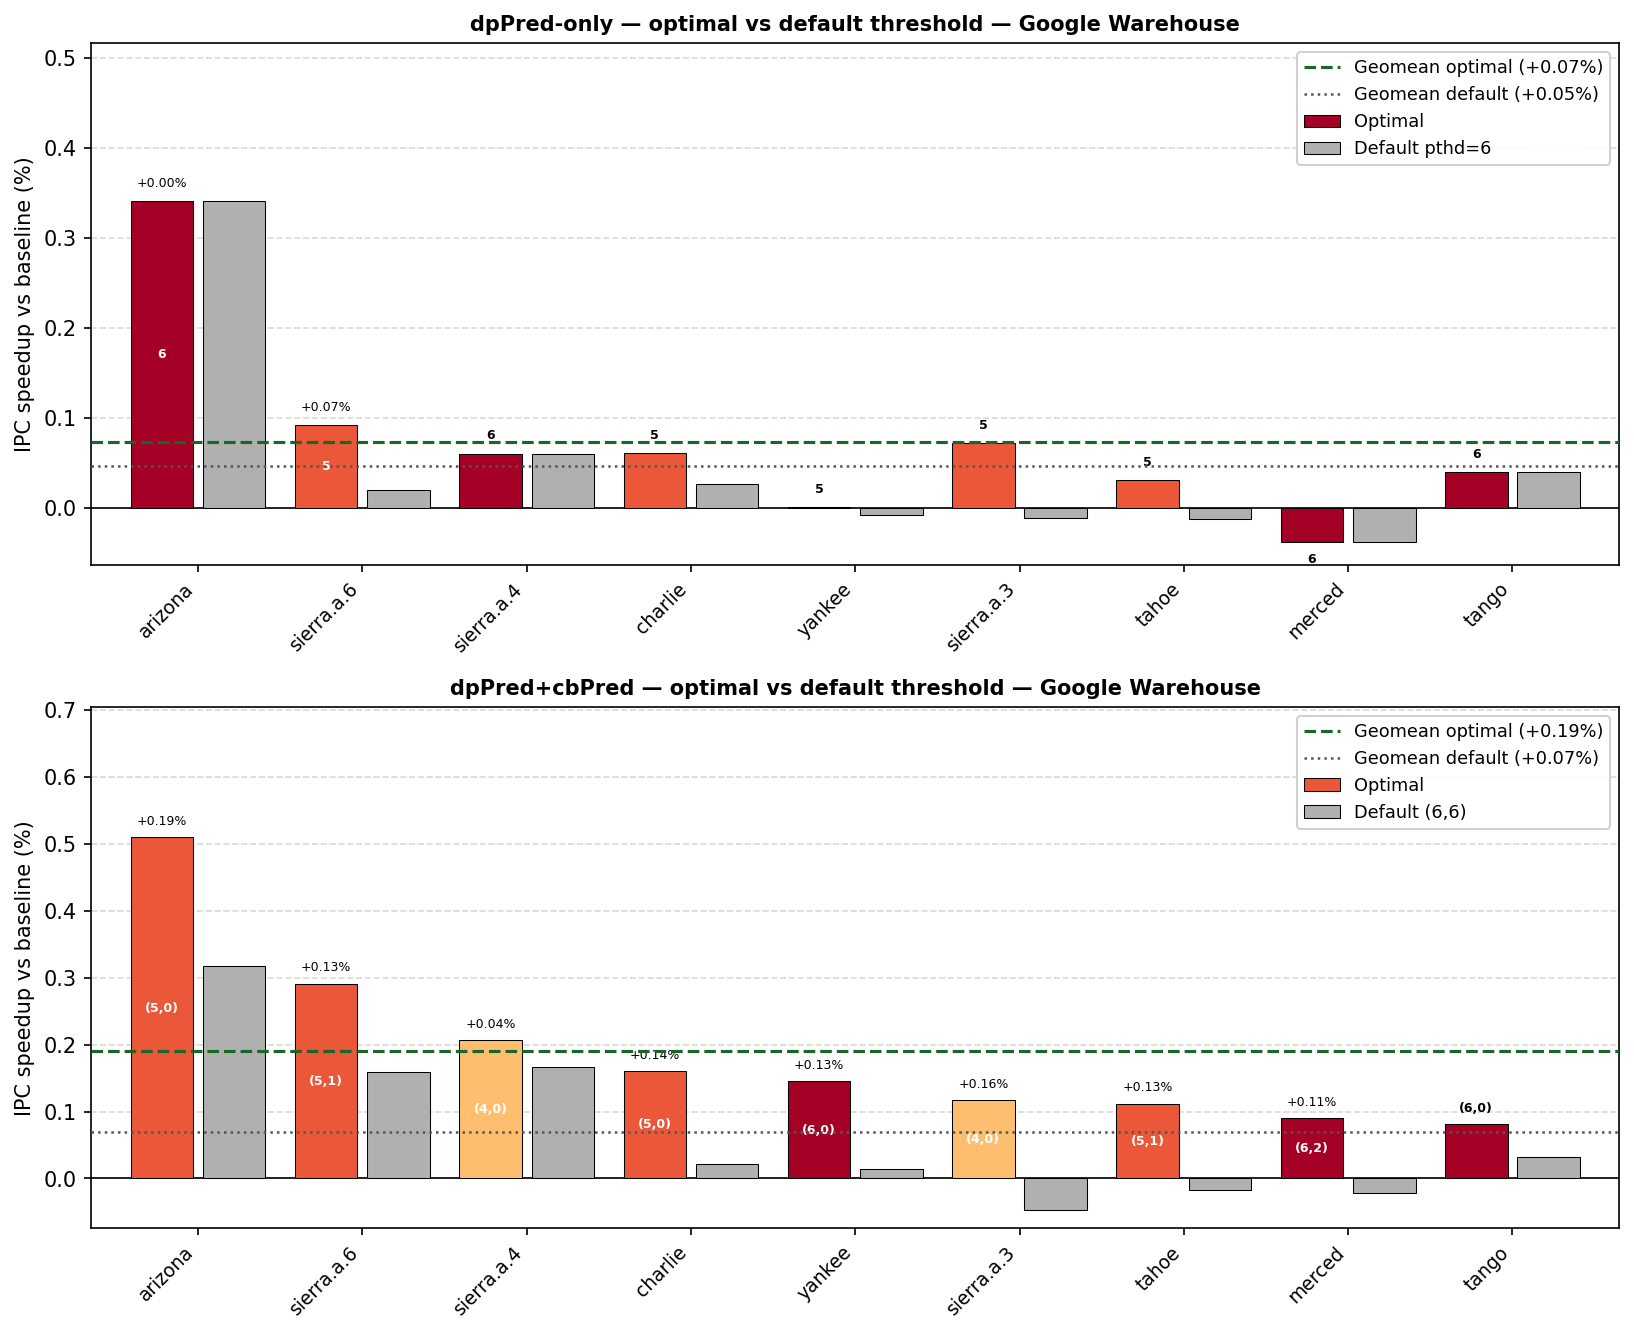 dpPred-only — optimal vs default threshold — Google Warehouse
IPC speedup vs baseline (%)
0.5
0.4
0.3
0.2
0.1
0.0
Geomean optimal (+0.07%)
Geomean default (+0.05%)
Optimal
Default pthd=6
+0.00%
6
+0.07%
5
6
5
5
5
5
6
6
arizona
sierra.a.6
sierra.a.4
charlie
yankee
sierra.a.3
tahoe
merced
tango
dpPred+cbPred — optimal vs default threshold — Google Warehouse
IPC speedup vs baseline (%)
0.7
0.6
0.5
0.4
0.3
0.2
0.1
0.0
Geomean optimal (+0.19%)
Geomean default (+0.07%)
Optimal
Default (6,6)
+0.19%
(5,0)
+0.13%
(5,1)
+0.04%
(4,0)
+0.14%
(5,0)
+0.13%
(6,0)
+0.16%
(4,0)
+0.13%
(5,1)
+0.11%
(6,2)
(6,0)
arizona
sierra.a.6
sierra.a.4
charlie
yankee
sierra.a.3
tahoe
merced
tango